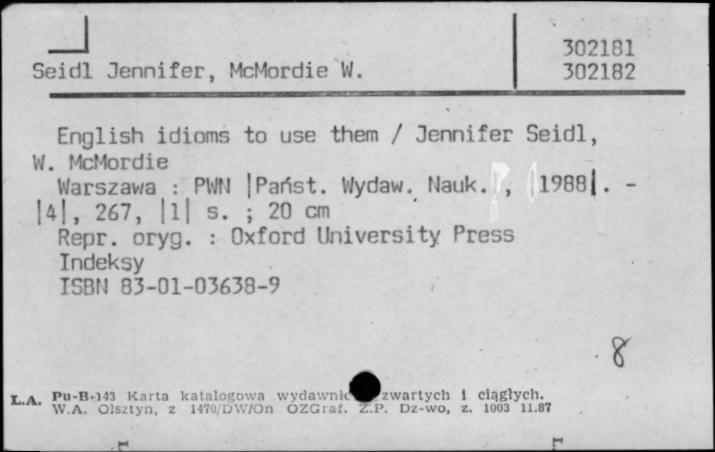 302181
Seidl Jennifer, McMordie W.
302182
English idioms to use them / Jennifer Seidl,
W. McMordie
Warszawa : PWN |Państ. Wydaw. Nauk. , 1988|. -
|4|, 267, |1| s. ; 20 cm
Repr. oryg. : Oxford University Press
Indeksy
ISBN 83-01-03638-9
8
L.A. Pu-B-143 Karta katalogowa zwartych i ciągłych.
W.A. Olsztyn, z 1470/DW/On OZGraf. Z.P. Dz-wo, z. 1003 11.87